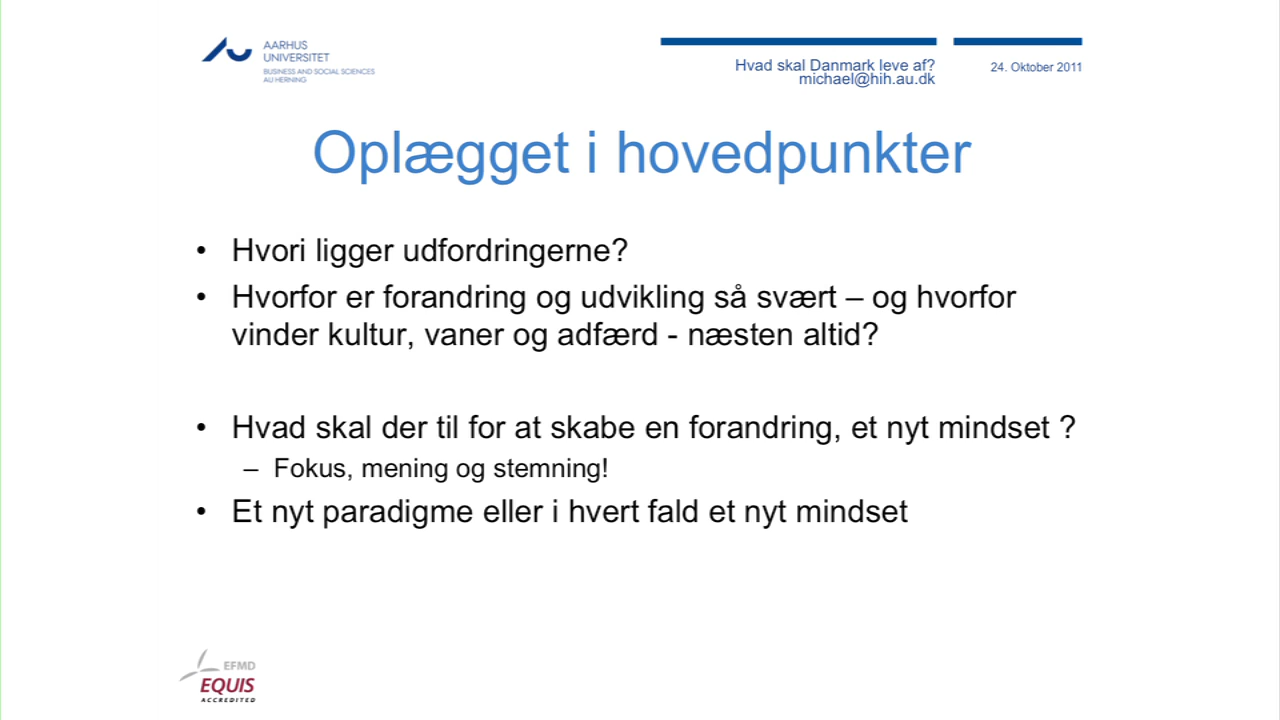 AARHUS
UNIVERSITET
BUSINESS AND SOCIAL SCIENCES
AU HERNING
Hvad skal Danmark leve af?
michael@hih.au.dk
24. Oktober 2011
Oplægget i hovedpunkter
• Hvori ligger udfordringerne?
• Hvorfor er forandring og udvikling så svært – og hvorfor
vinder kultur, vaner og adfærd - næsten altid?
• Hvad skal der til for at skabe en forandring, et nyt mindset ?
– Fokus, mening og stemning!
• Et nyt paradigme eller i hvert fald et nyt mindset
EFMD
EQUIS
ACCREDITED